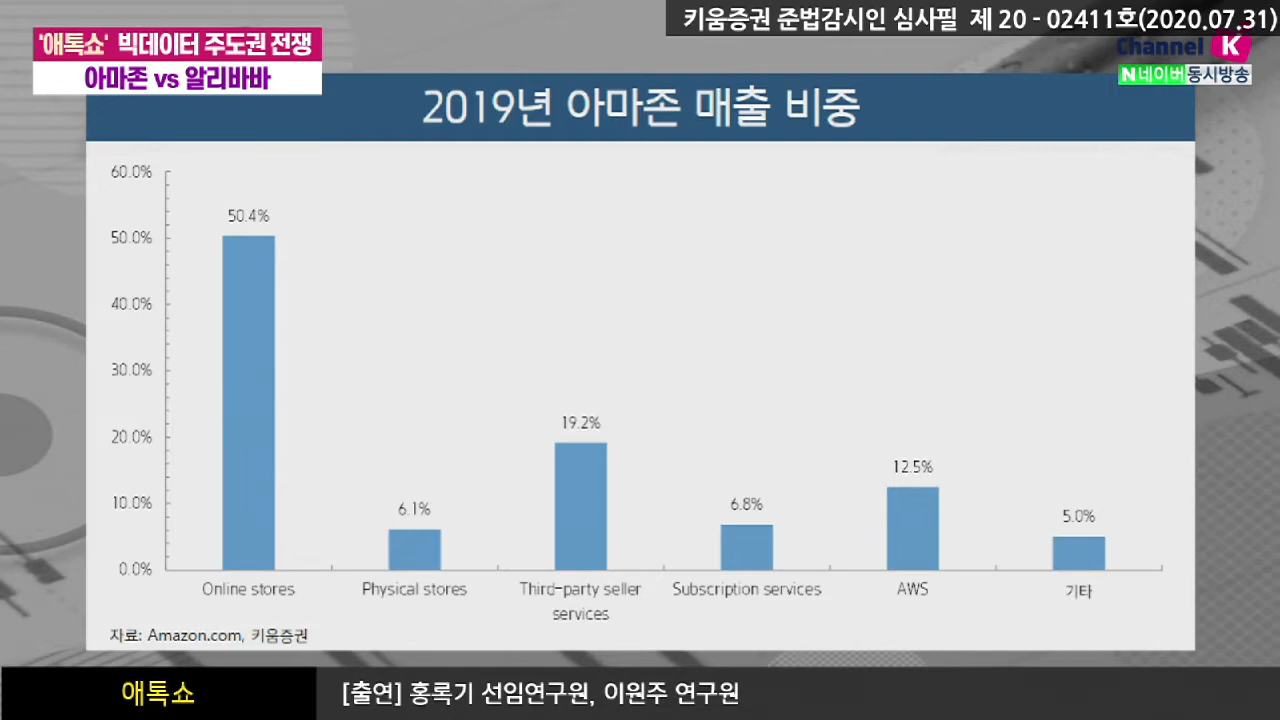 키움증권 준법감시인 심사필 제 20 - 02411호(2020.07.31)
'애톡쇼' 빅데이터 주도권 전쟁
아마존 vs 알리바바
Channel K
N네이버동시방송
2019년 아마존 매출 비중
60.0%
50.0%
40.0%
30.0%
20.0%
10.0%
0.0%
50.4%
6.1%
19.2%
6.8%
12.5%
5.0%
Online stores
Physical stores
Third-party seller
services
Subscription services
AWS
기타
자료: Amazon.com, 키움증권
애톡쇼
[출연] 홍록기 선임연구원, 이원주 연구원